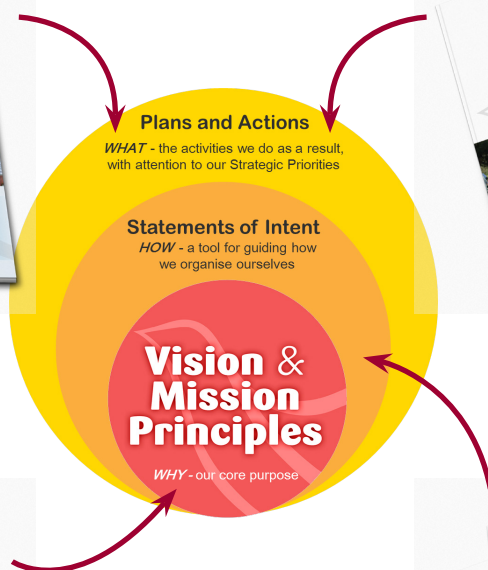 Plans and Actions
WHAT - the activities we do as a result,
with attention to our Strategic Priorities
Statements of Intent
HOW - a tool for guiding how
we organise ourselves
Vision &
Mission
Principles
WHY - our core purpose